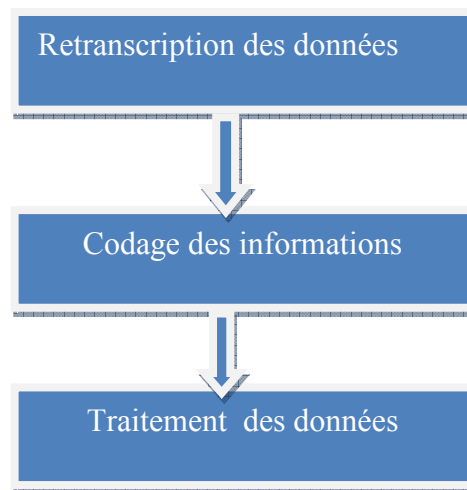 Retranscription des données
Codage des informations
Traitement des données